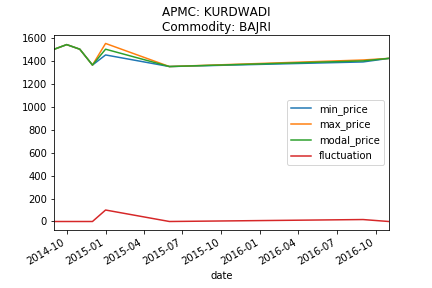 APMC: KURDWADI
Commodity: BAJRI
1600
1400
1200
1000
800
600
400
200
0
min_price
max_price
modal_price
fluctuation
2014-10
2015-01
2015-04
2015-07
2015-10
2016-01
2016-04
2016-07
2016-10
date